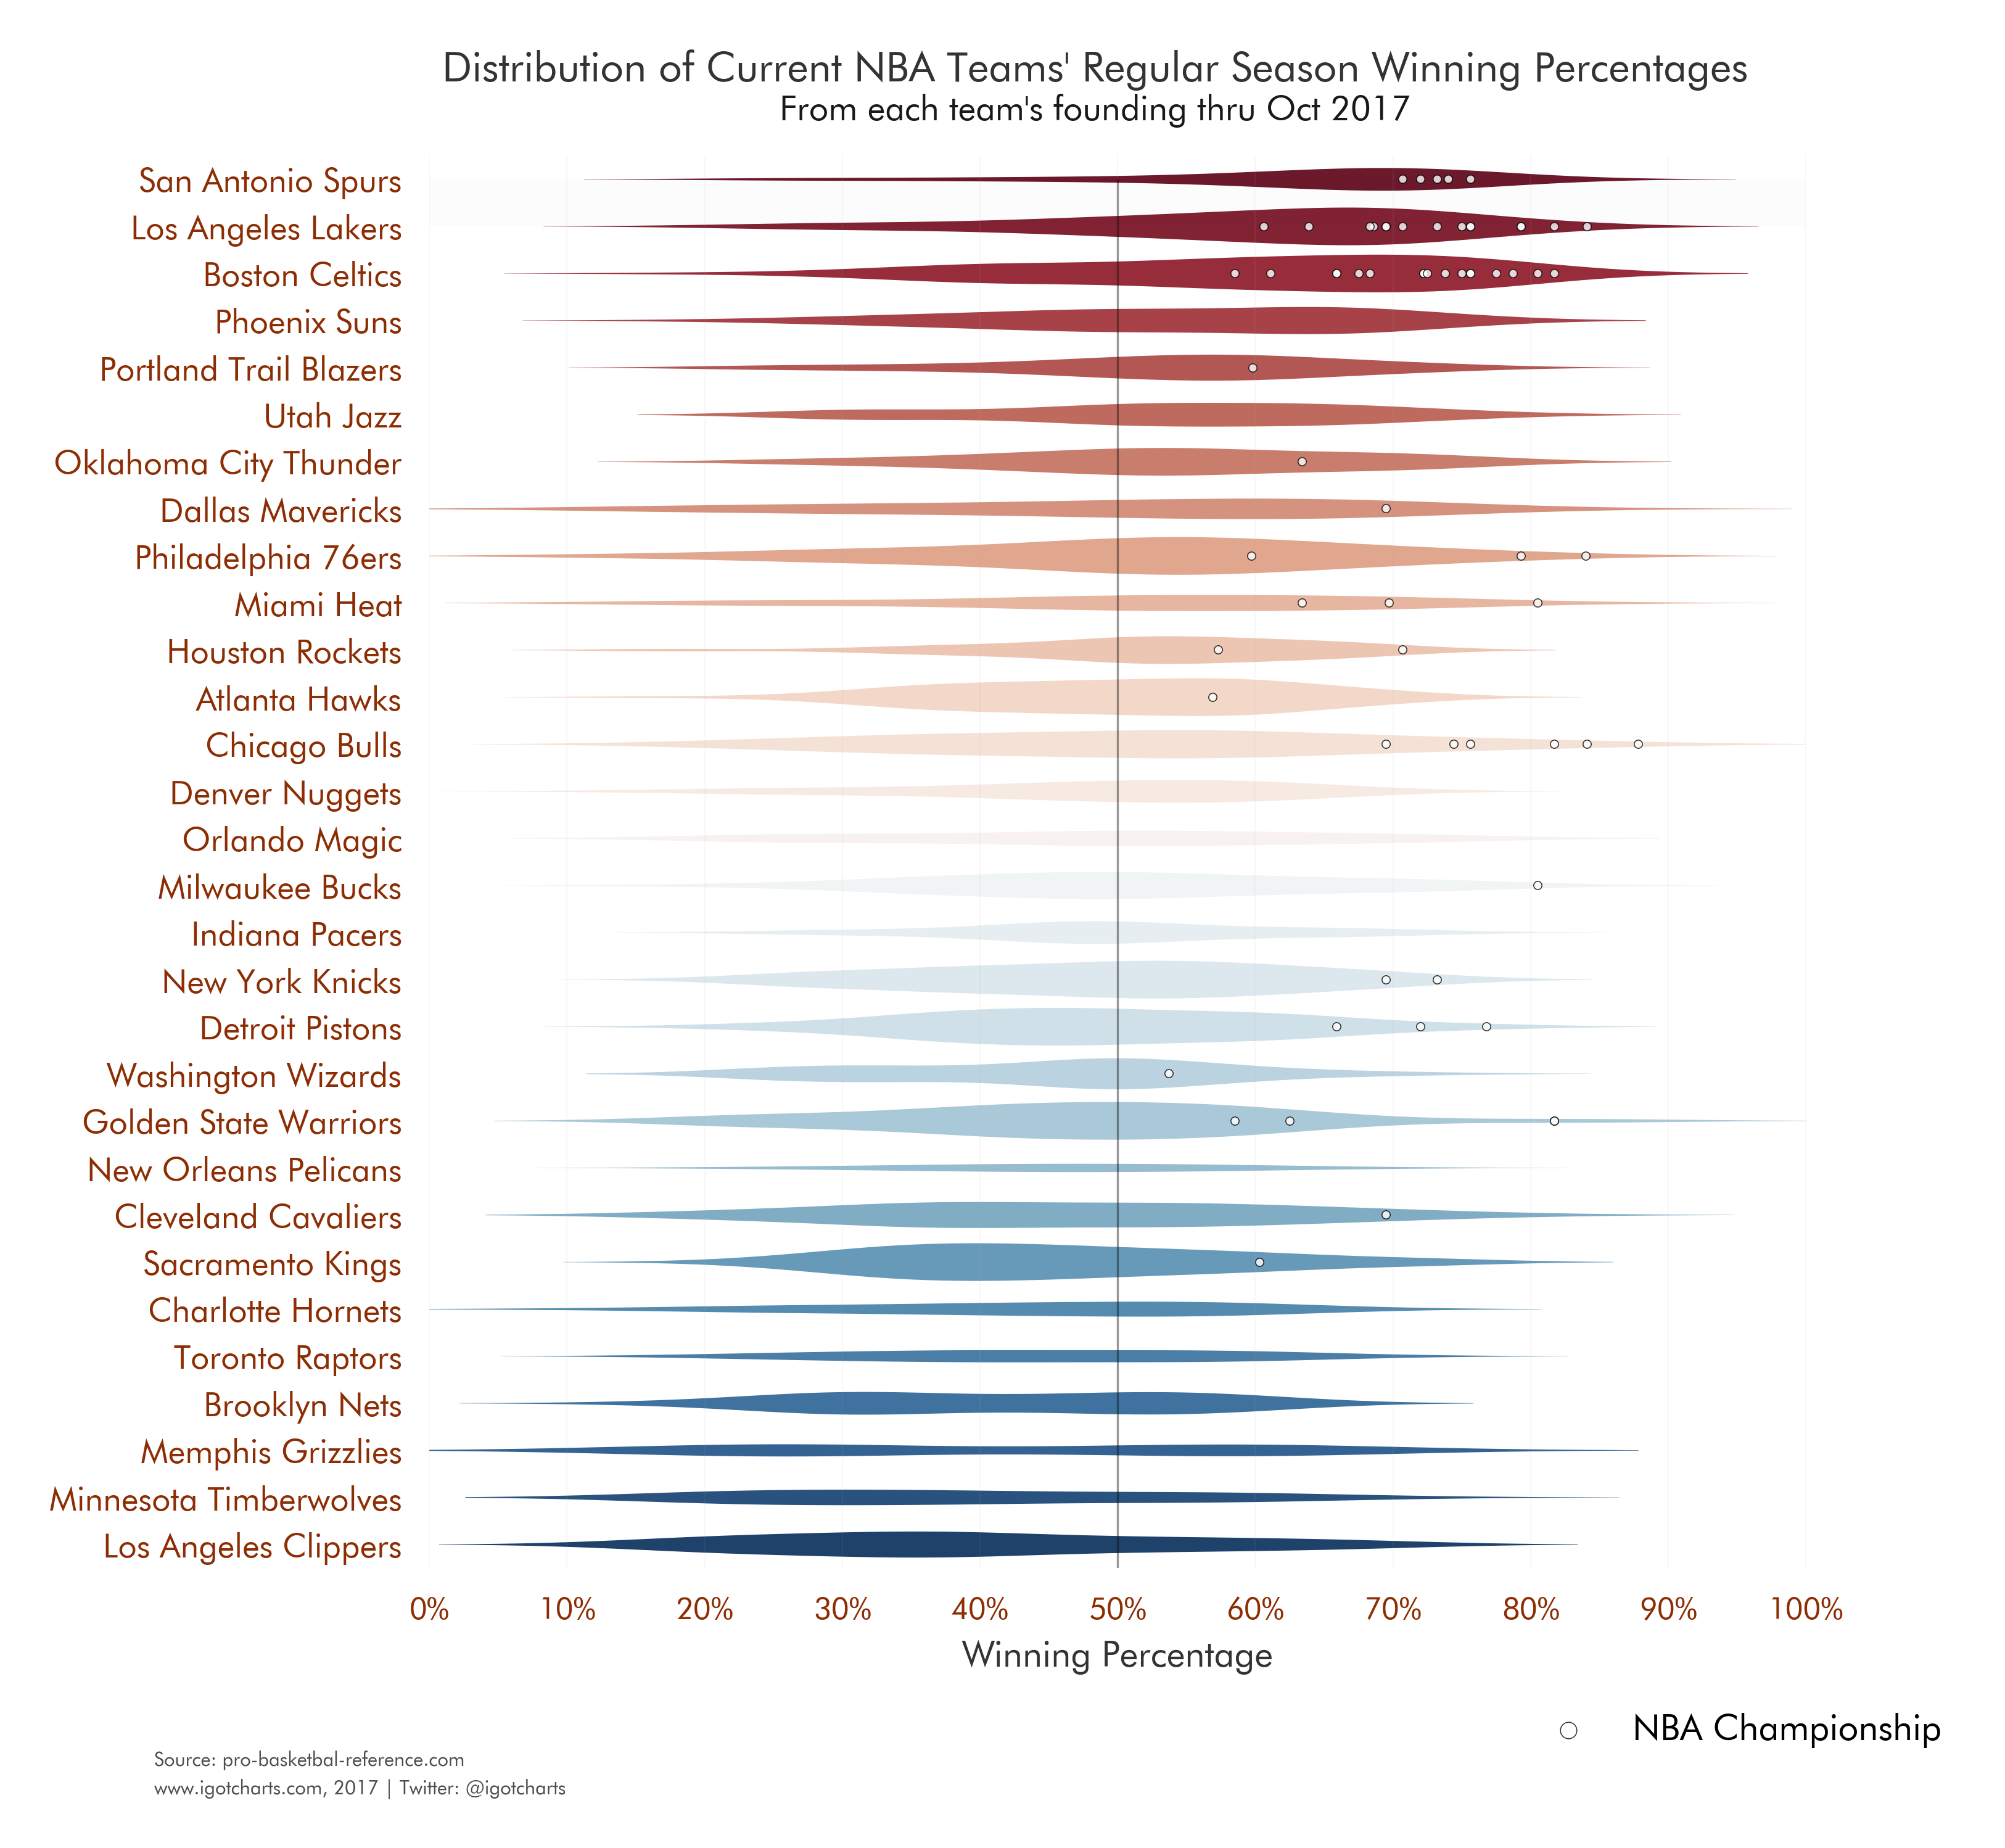 Distribution of Current NBA Teams' Regular Season Winning Percentages
From each team's founding thru Oct 2017
San Antonio Spurs
Los Angeles Lakers
Boston Celtics
Phoenix Suns
Portland Trail Blazers
Utah Jazz
Oklahoma City Thunder
Dallas Mavericks
Philadelphia 76ers
Miami Heat
Houston Rockets
Atlanta Hawks
Chicago Bulls
Denver Nuggets
Orlando Magic
Milwaukee Bucks
Indiana Pacers
New York Knicks
Detroit Pistons
Washington Wizards
Golden State Warriors
New Orleans Pelicans
Cleveland Cavaliers
Sacramento Kings
Charlotte Hornets
Toronto Raptors
Brooklyn Nets
Memphis Grizzlies
Minnesota Timberwolves
Los Angeles Clippers
0% 10% 20% 30% 40% 50% 60% 70% 80% 90% 100%
Winning Percentage
NBA Championship
Source: pro-basketbal-reference.com
www.igotcharts.com, 2017 | Twitter: @igotcharts